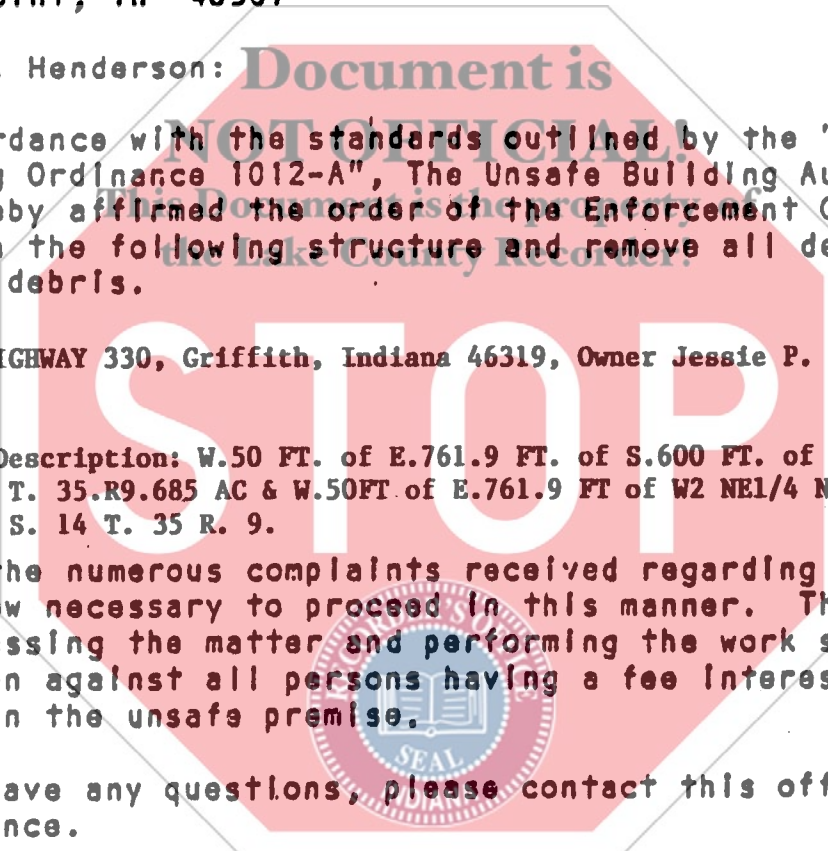 Henderson:
Document is
NOT OFFICIAL!
This Document is the property of
the Lake County Recorder!
rdance with the standards outlined by the "
g Ordinance 1012-A", The Unsafe Building Au
eby affirmed the order of the Enforcement
the following structure and remove all de
debris.
IGHWAY 330, Griffith, Indiana 46319, Owner Jessie P.
Description: W.50 FT. of E.761.9 FT. of S.600 FT. of
T. 35.R9.685 AC & W.50FT.of E.761.9 FT of W2 NE1/4 N
S. 14 T. 35 R. 9.
STOP
he numerous complaints received regarding
w necessary to proceed in this manner. Th
ssing the matter and performing the work s
n against all persons having a fee interes
n the unsafe premise.
RECORDER'S OFFICE
SEAL
INDIANA
ave any questions, please contact this off
nce.